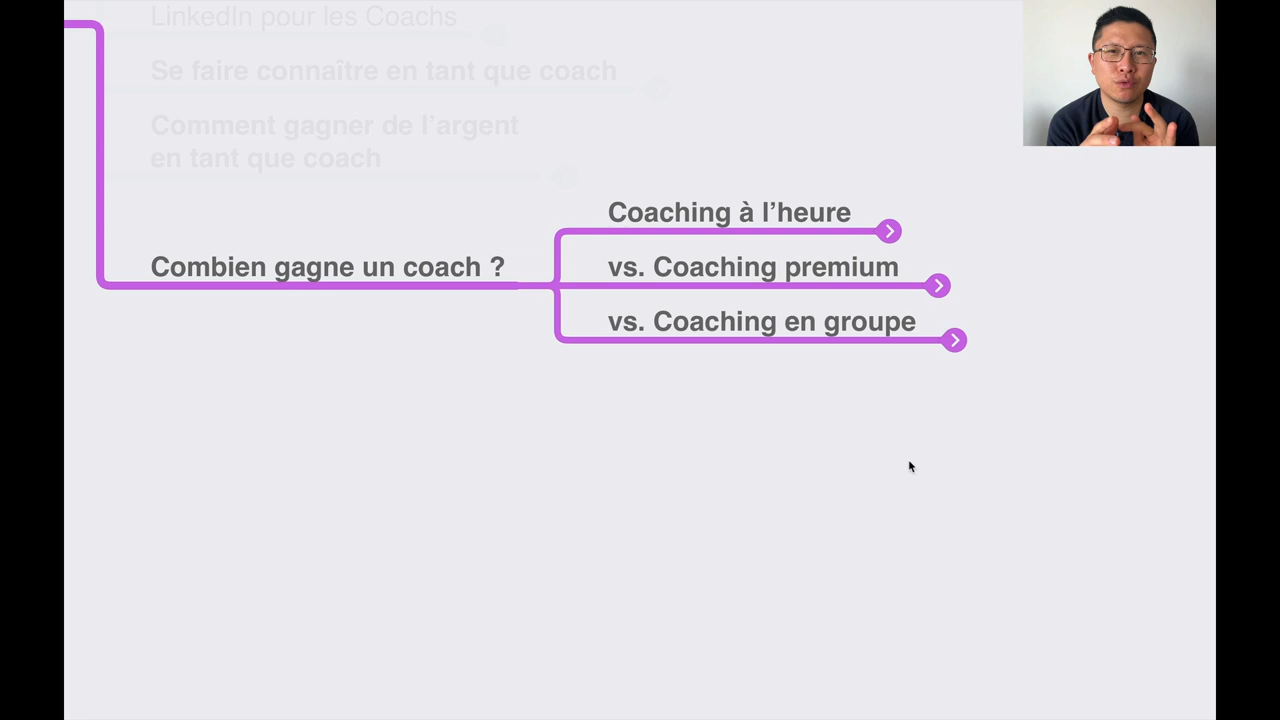 LinkedIn pour les Coachs
Se faire connaître en tant que coach
Comment gagner de l’argent
en tant que coach
Combien gagne un coach ?
Coaching à l’heure
vs. Coaching premium
vs. Coaching en groupe